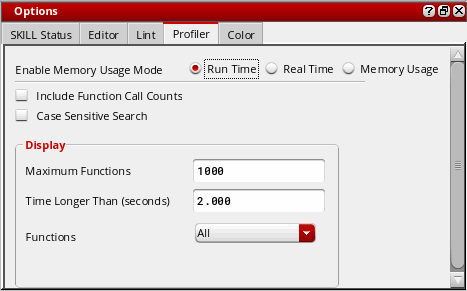 Options
SKILL Status Editor Lint Profiler Color
Enable Memory Usage Mode Run Time Real Time Memory Usage
Include Function Call Counts
Case Sensitive Search
Display
Maximum Functions 1000
Time Longer Than (seconds) 2.000
Functions All